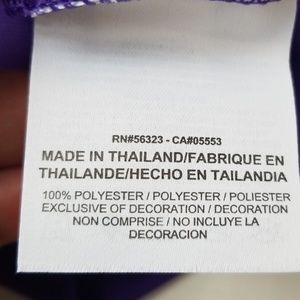 RN#56323 - CA#05553
MADE IN THAILAND/FABRIQUE EN
THAILANDE/HECHO EN TAILANDIA
100% POLYESTER / POLYESTER / POLIESTER
EXCLUSIVE OF DECORATION / DECORATION
NON COMPRISE / NO INCLUYE LA
DECORACION